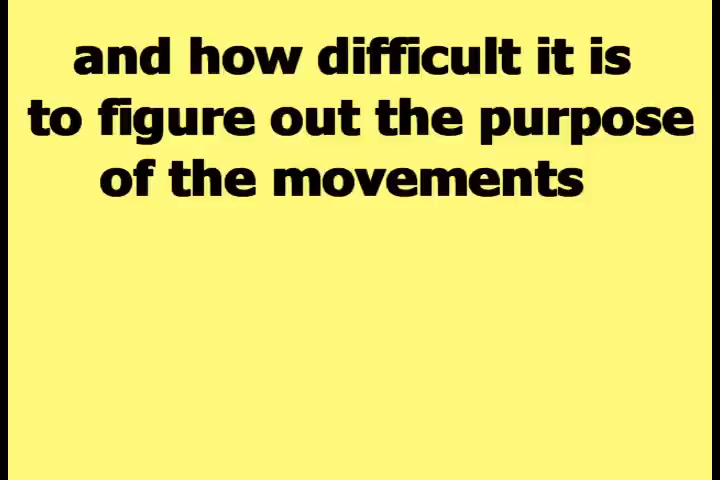 and how difficult it is
to figure out the purpose
of the movements